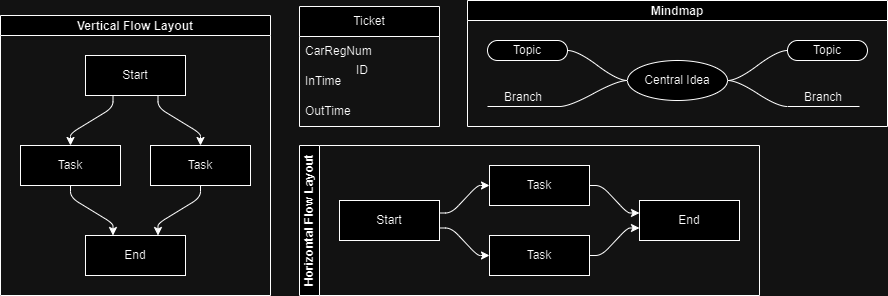 Vertical Flow Layout
Start
Task
Task
End
Ticket
CarRegNum
ID
InTime
OutTime
Mindmap
Topic
Topic
Central Idea
Branch
Branch
Horizontal Flow Layout
Task
Start
End
Task